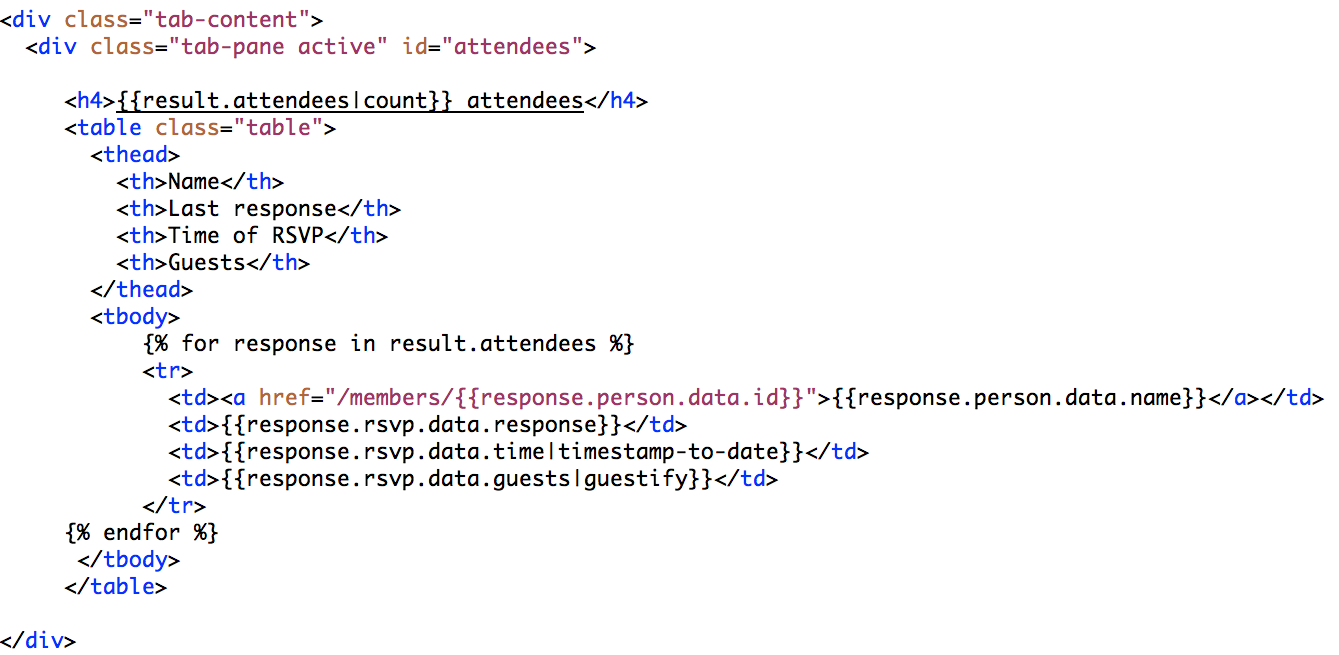 <div class="tab-content">
  <div class="tab-pane active" id="attendees">

     <h4>{{result.attendees|count}} attendees</h4>
     <table class="table">
       <thead>
         <th>Name</th>
         <th>Last response</th>
         <th>Time of RSVP</th>
         <th>Guests</th>
       </thead>
       <tbody>
           {% for response in result.attendees %}
           <tr>
             <td><a href="/members/{{response.person.data.id}}">{{response.person.data.name}}</a></td>
             <td>{{response.rsvp.data.response}}</td>
             <td>{{response.rsvp.data.time|timestamp-to-date}}</td>
             <td>{{response.rsvp.data.guests|guestify}}</td>
           </tr>
     {% endfor %}
      </tbody>
     </table>

</div>